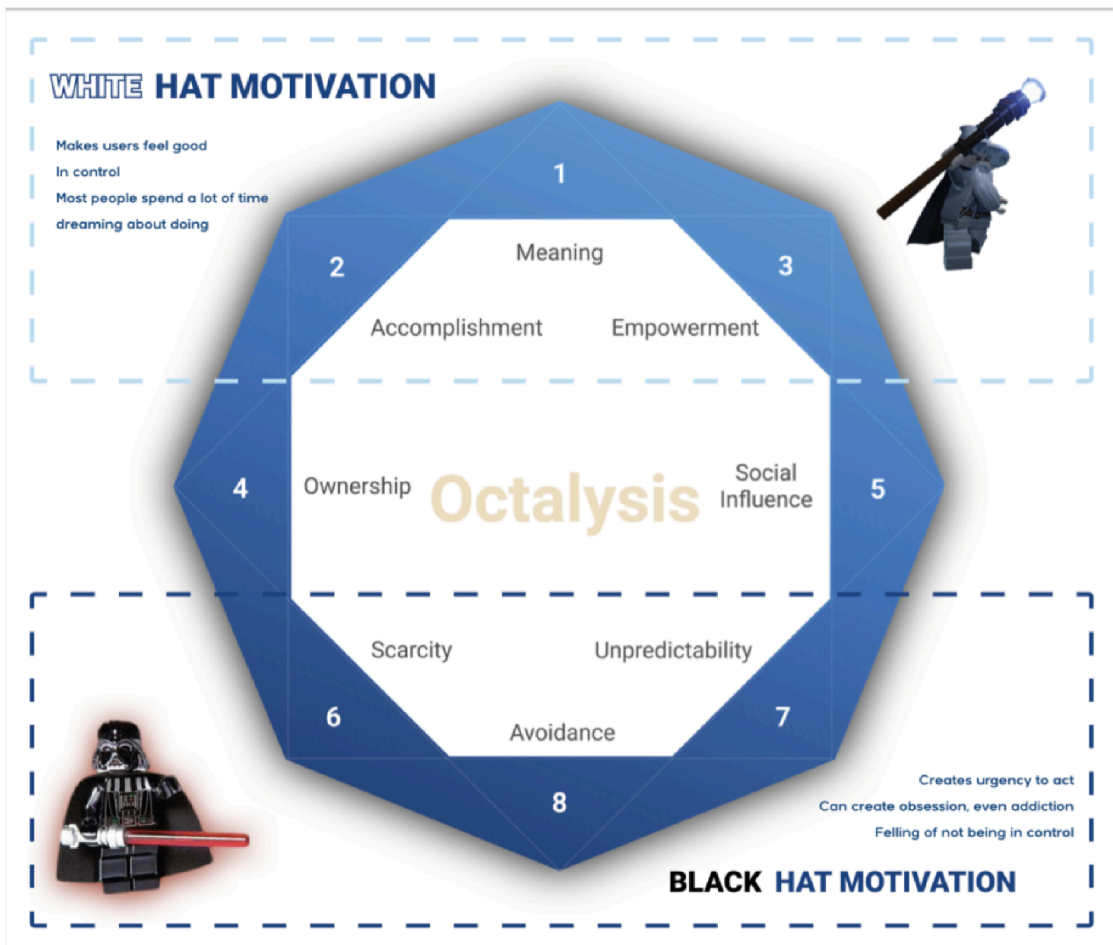 WHITE HAT MOTIVATION
Makes users feel good
In control
Most people spend a lot of time
dreaming about doing
1
2
3
Meaning
Accomplishment
Empowerment
4
Ownership
Octalysis
Social
Influence
5
Scarcity
Unpredictability
6
7
Avoidance
8
Creates urgency to act
Can create obsession, even addiction
Felling of not being in control
BLACK HAT MOTIVATION